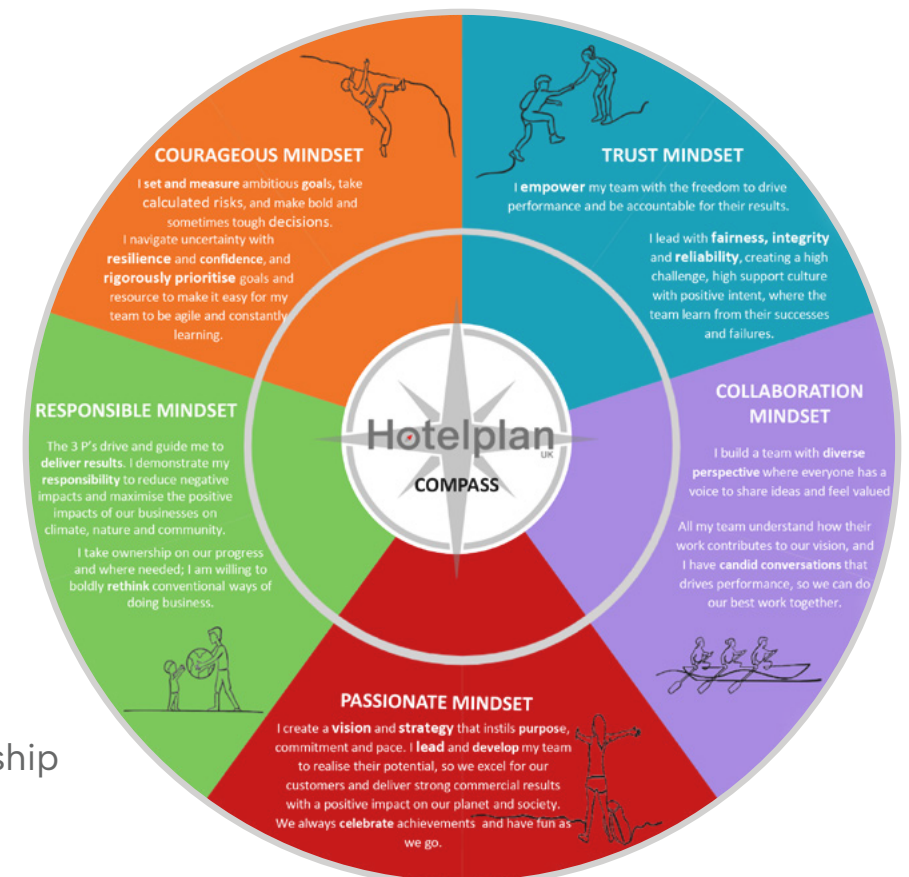 COURAGEOUS MINDSET
I set and measure ambitious goals, take
calculated risks, and make bold and
sometimes tough decisions.
I navigate uncertainty with
resilience and confidence, and
rigorously prioritise goals and
resource to make it easy for my
team to be agile and constantly
learning.
TRUST MINDSET
I empower my team with the freedom to drive
performance and be accountable for their results.
I lead with fairness, integrity
and reliability, creating a high
challenge, high support culture
with positive intent, where the
team learn from their successes
and failures.
COLLABORATION
MINDSET
I build a team with diverse
perspective where everyone has a
voice to share ideas and feel valued
All my team understand how their
work contributes to our vision, and
I have candid conversations that
drives performance, so we can do
our best work together.
PASSIONATE MINDSET
I create a vision and strategy that instils purpose,
commitment and pace. I lead and develop my team
to realise their potential, so we excel for our
customers and deliver strong commercial results
with a positive impact on our planet and society.
We always celebrate achievements and have fun as
we go.
RESPONSIBLE MINDSET
The 3 P's drive and guide me to
deliver results. I demonstrate my
responsibility to reduce negative
impacts and maximise the positive
impacts of our businesses on
climate, nature and community.
I take ownership on our progress
and where needed; I am willing to
boldly rethink conventional ways of
doing business.
Hotelplan
UK
COMPASS
ship